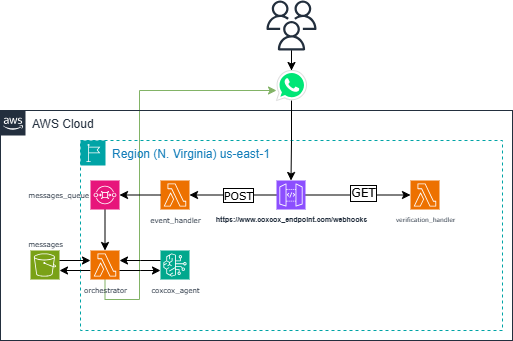 aws
AWS Cloud
Region (N. Virginia) us-east-1
messages_queue
POST
GET
event_handler
https://www.coxcox_endpoint.com/webhooks
verification_handler
messages
orchestrator
coxcox_agent